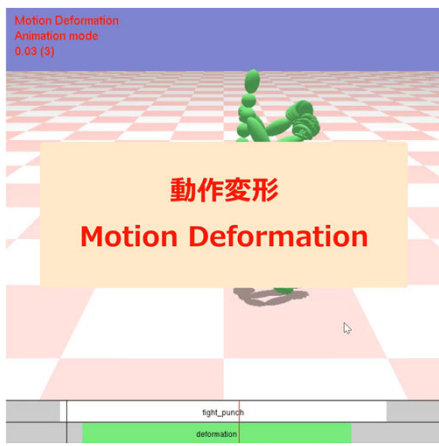 Motion Deformation
Animation mode
0.03 (3)
動作変形
Motion Deformation
fight_punch
deformation